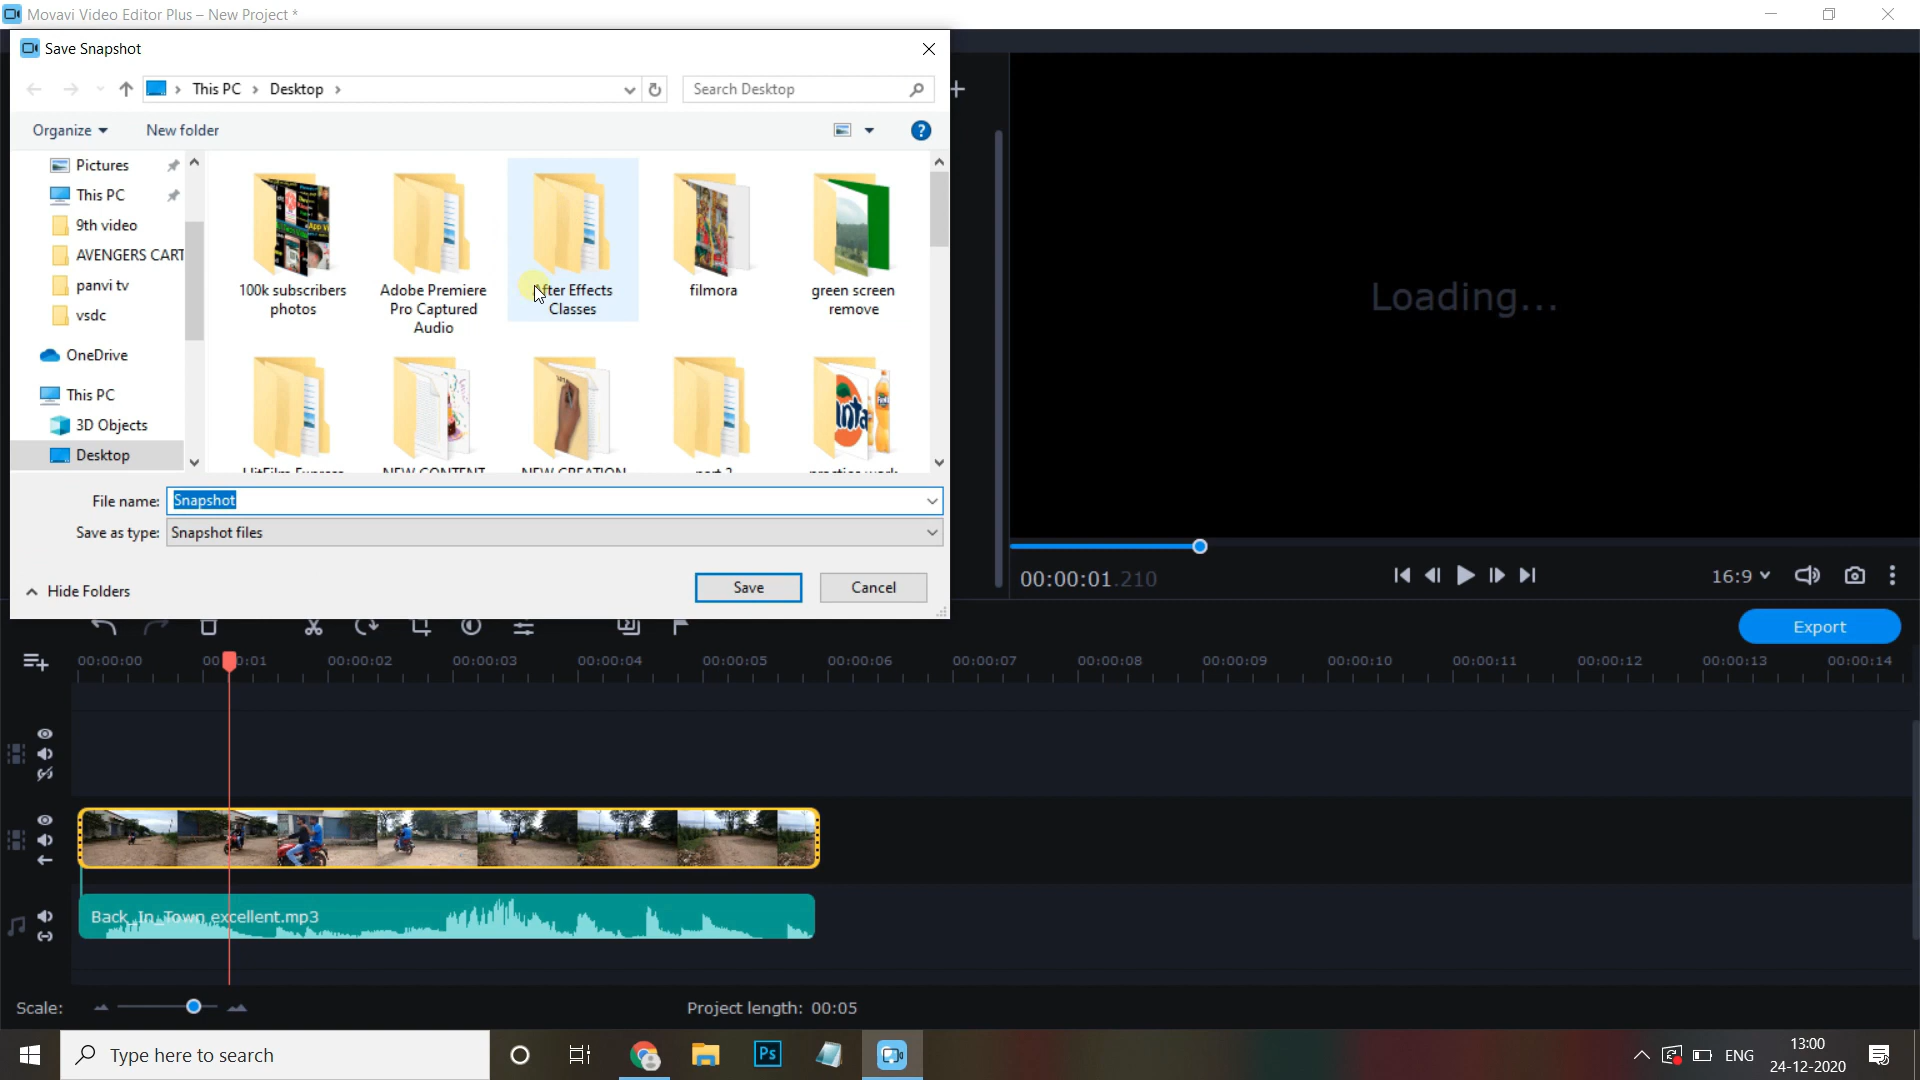 Movavi Video Editor Plus – New Project *
Save Snapshot
This PC
Desktop
Search Desktop
Organize
New folder
Pictures
This PC
9th video
AVENGERS CART
panvi tv
vsdc
OneDrive
This PC
3D Objects
Desktop
100k subscribers
photos
Adobe Premiere
Pro Captured
Audio
After Effects
Classes
filmora
green screen
remove
HitFilm Express
NEW CONTENT
NEW CREATION
part 2
practice work
File name: Snapshot
Save as type: Snapshot files
Hide Folders
Save
Cancel
Loading...
00:00:01.210
16:9
Export
00:00:00
00:00:01
00:00:02
00:00:03
00:00:04
00:00:05
00:00:06
00:00:07
00:00:08
00:00:09
00:00:10
00:00:11
00:00:12
00:00:13
00:00:14
Back_In_Town excellent.mp3
Scale:
Project length: 00:05
Type here to search
Ps
ENG
13:00
24-12-2020